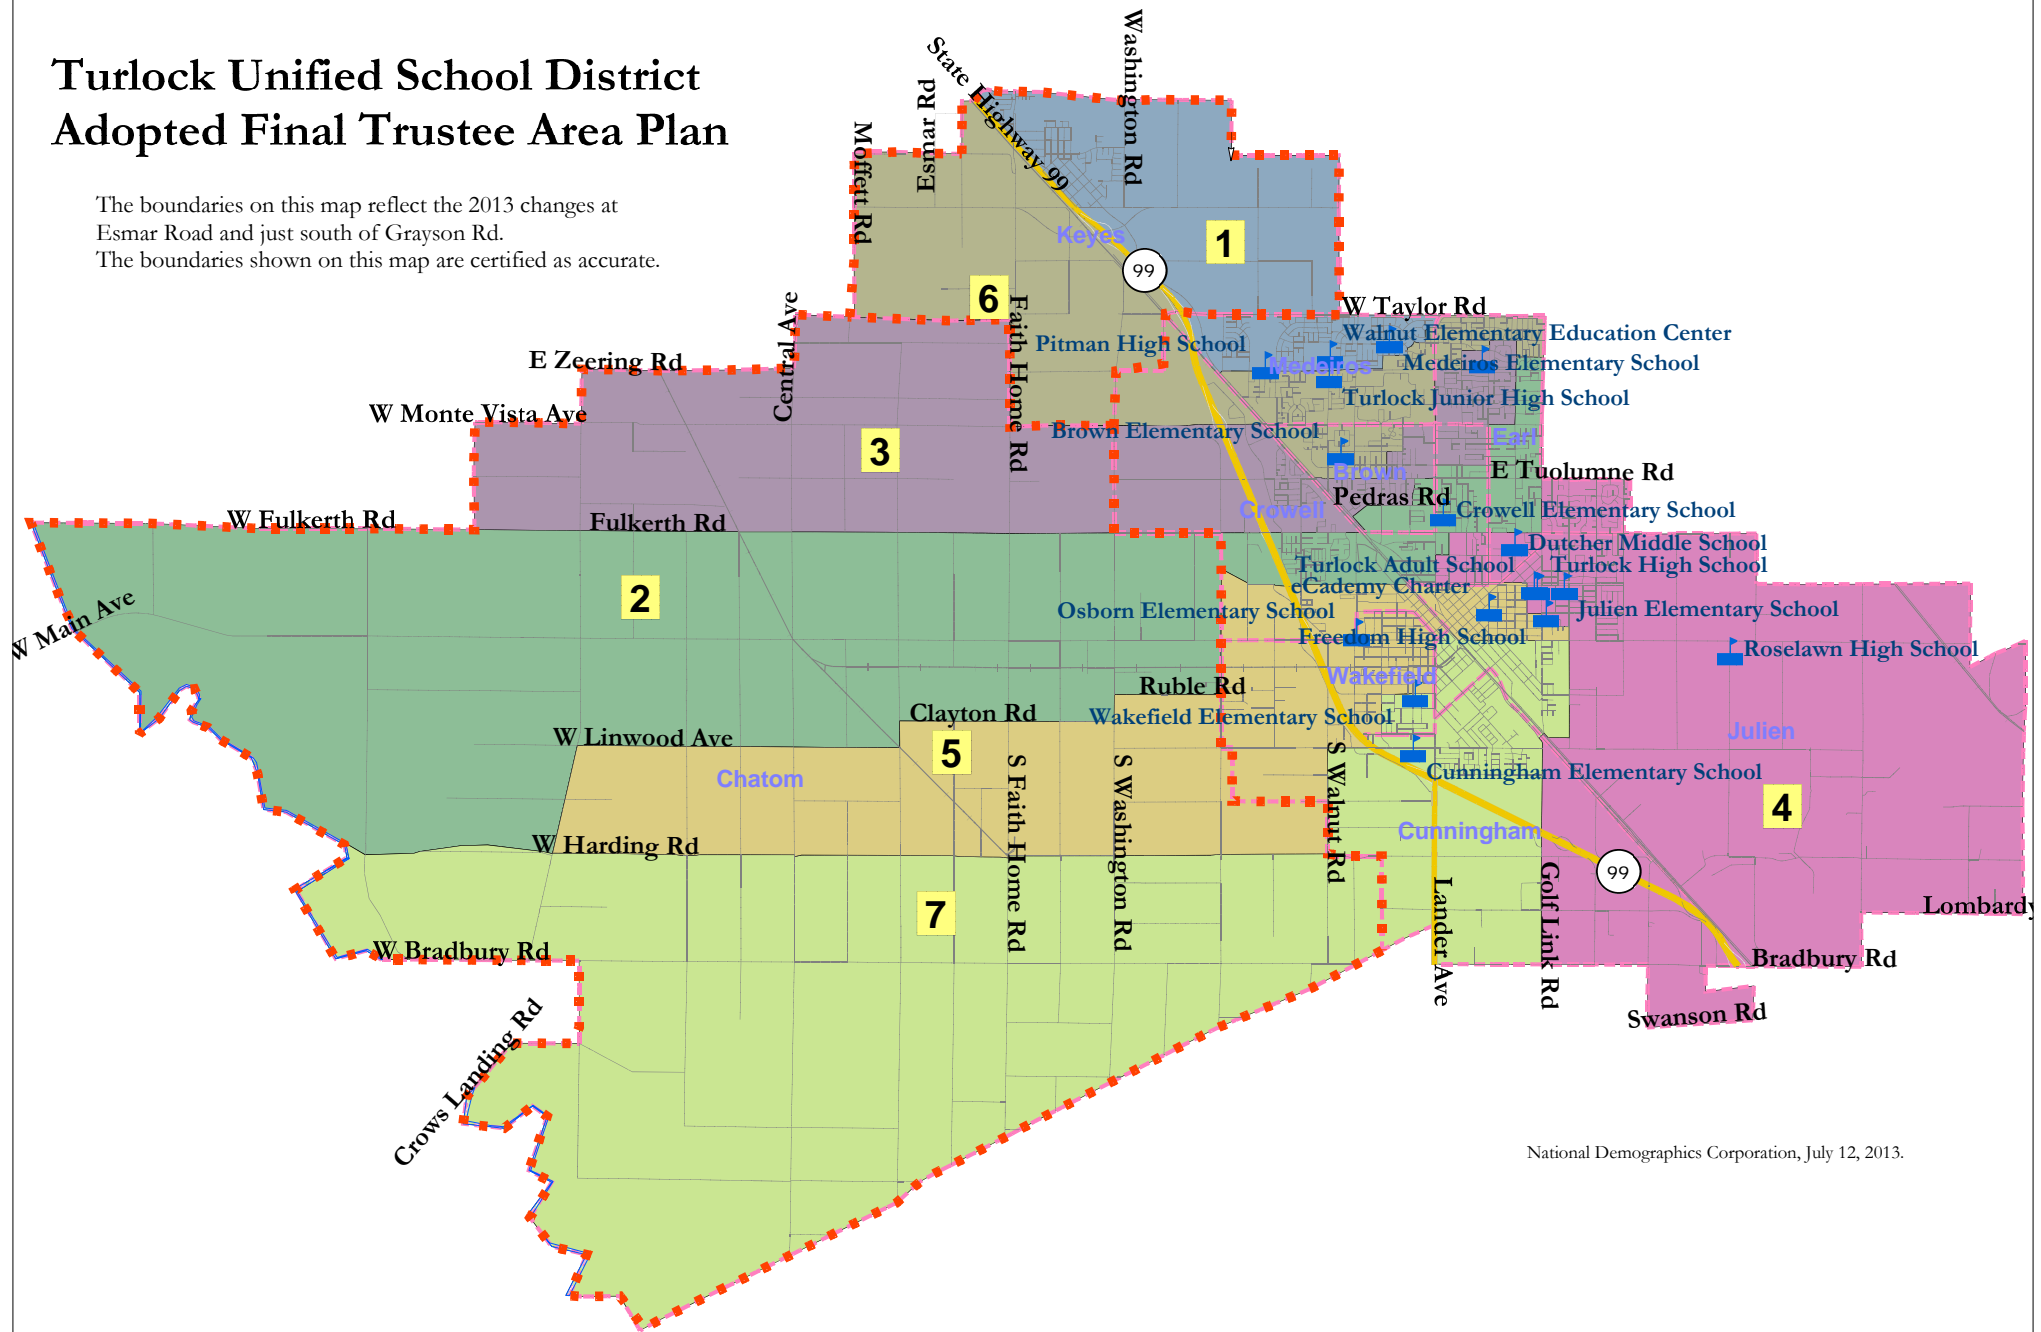 Turlock Unified School District
Adopted Final Trustee Area Plan
The boundaries on this map reflect the 2013 changes at
Esmar Road and just south of Grayson Rd.
The boundaries shown on this map are certified as accurate.
State Highway 99
Washington Rd
Esmar Rd
Moffett Rd
Keyes
1
99
6
Faith Home Rd
Central Ave
W Taylor Rd
Pitman High School
Walnut Elementary Education Center
E Zeering Rd
Medeiros
Medeiros Elementary School
Turlock Junior High School
W Monte Vista Ave
3
Brown Elementary School
Earl
Brown
E Tuolumne Rd
Pedras Rd
Crowell
Crowell Elementary School
W Fulkerth Rd
Fulkerth Rd
Dutcher Middle School
Turlock Adult School
Turlock High School
eCademy Charter
2
W Main Ave
Osborn Elementary School
Julien Elementary School
Freedom High School
Roselawn High School
Wakefield
Ruble Rd
Clayton Rd
Wakefield Elementary School
W Linwood Ave
Julien
5
Chatom
S Faith Home Rd
S Washington Rd
S Walnut Rd
Cunningham Elementary School
4
Cunningham
W Harding Rd
99
Golf Link Rd
Lander Ave
7
Lombardy
W Bradbury Rd
Bradbury Rd
Swanson Rd
Crows Landing Rd
National Demographics Corporation, July 12, 2013.